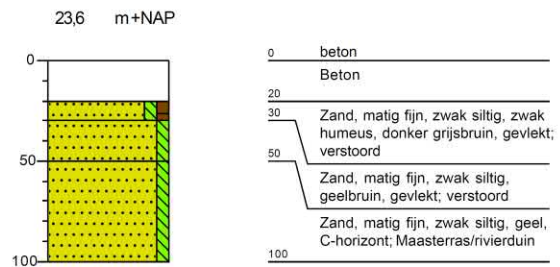 23,6 m+NAP
0
50
100
0 beton
Beton
20
Zand, matig fijn, zwak siltig, zwak
30
humeus, donker grijsbruin, gevlekt;
verstoord
50
Zand, matig fijn, zwak siltig,
geelbruin, gevlekt; verstoord
Zand, matig fijn, zwak siltig, geel,
C-horizont; Maasterras/rivierduin
100